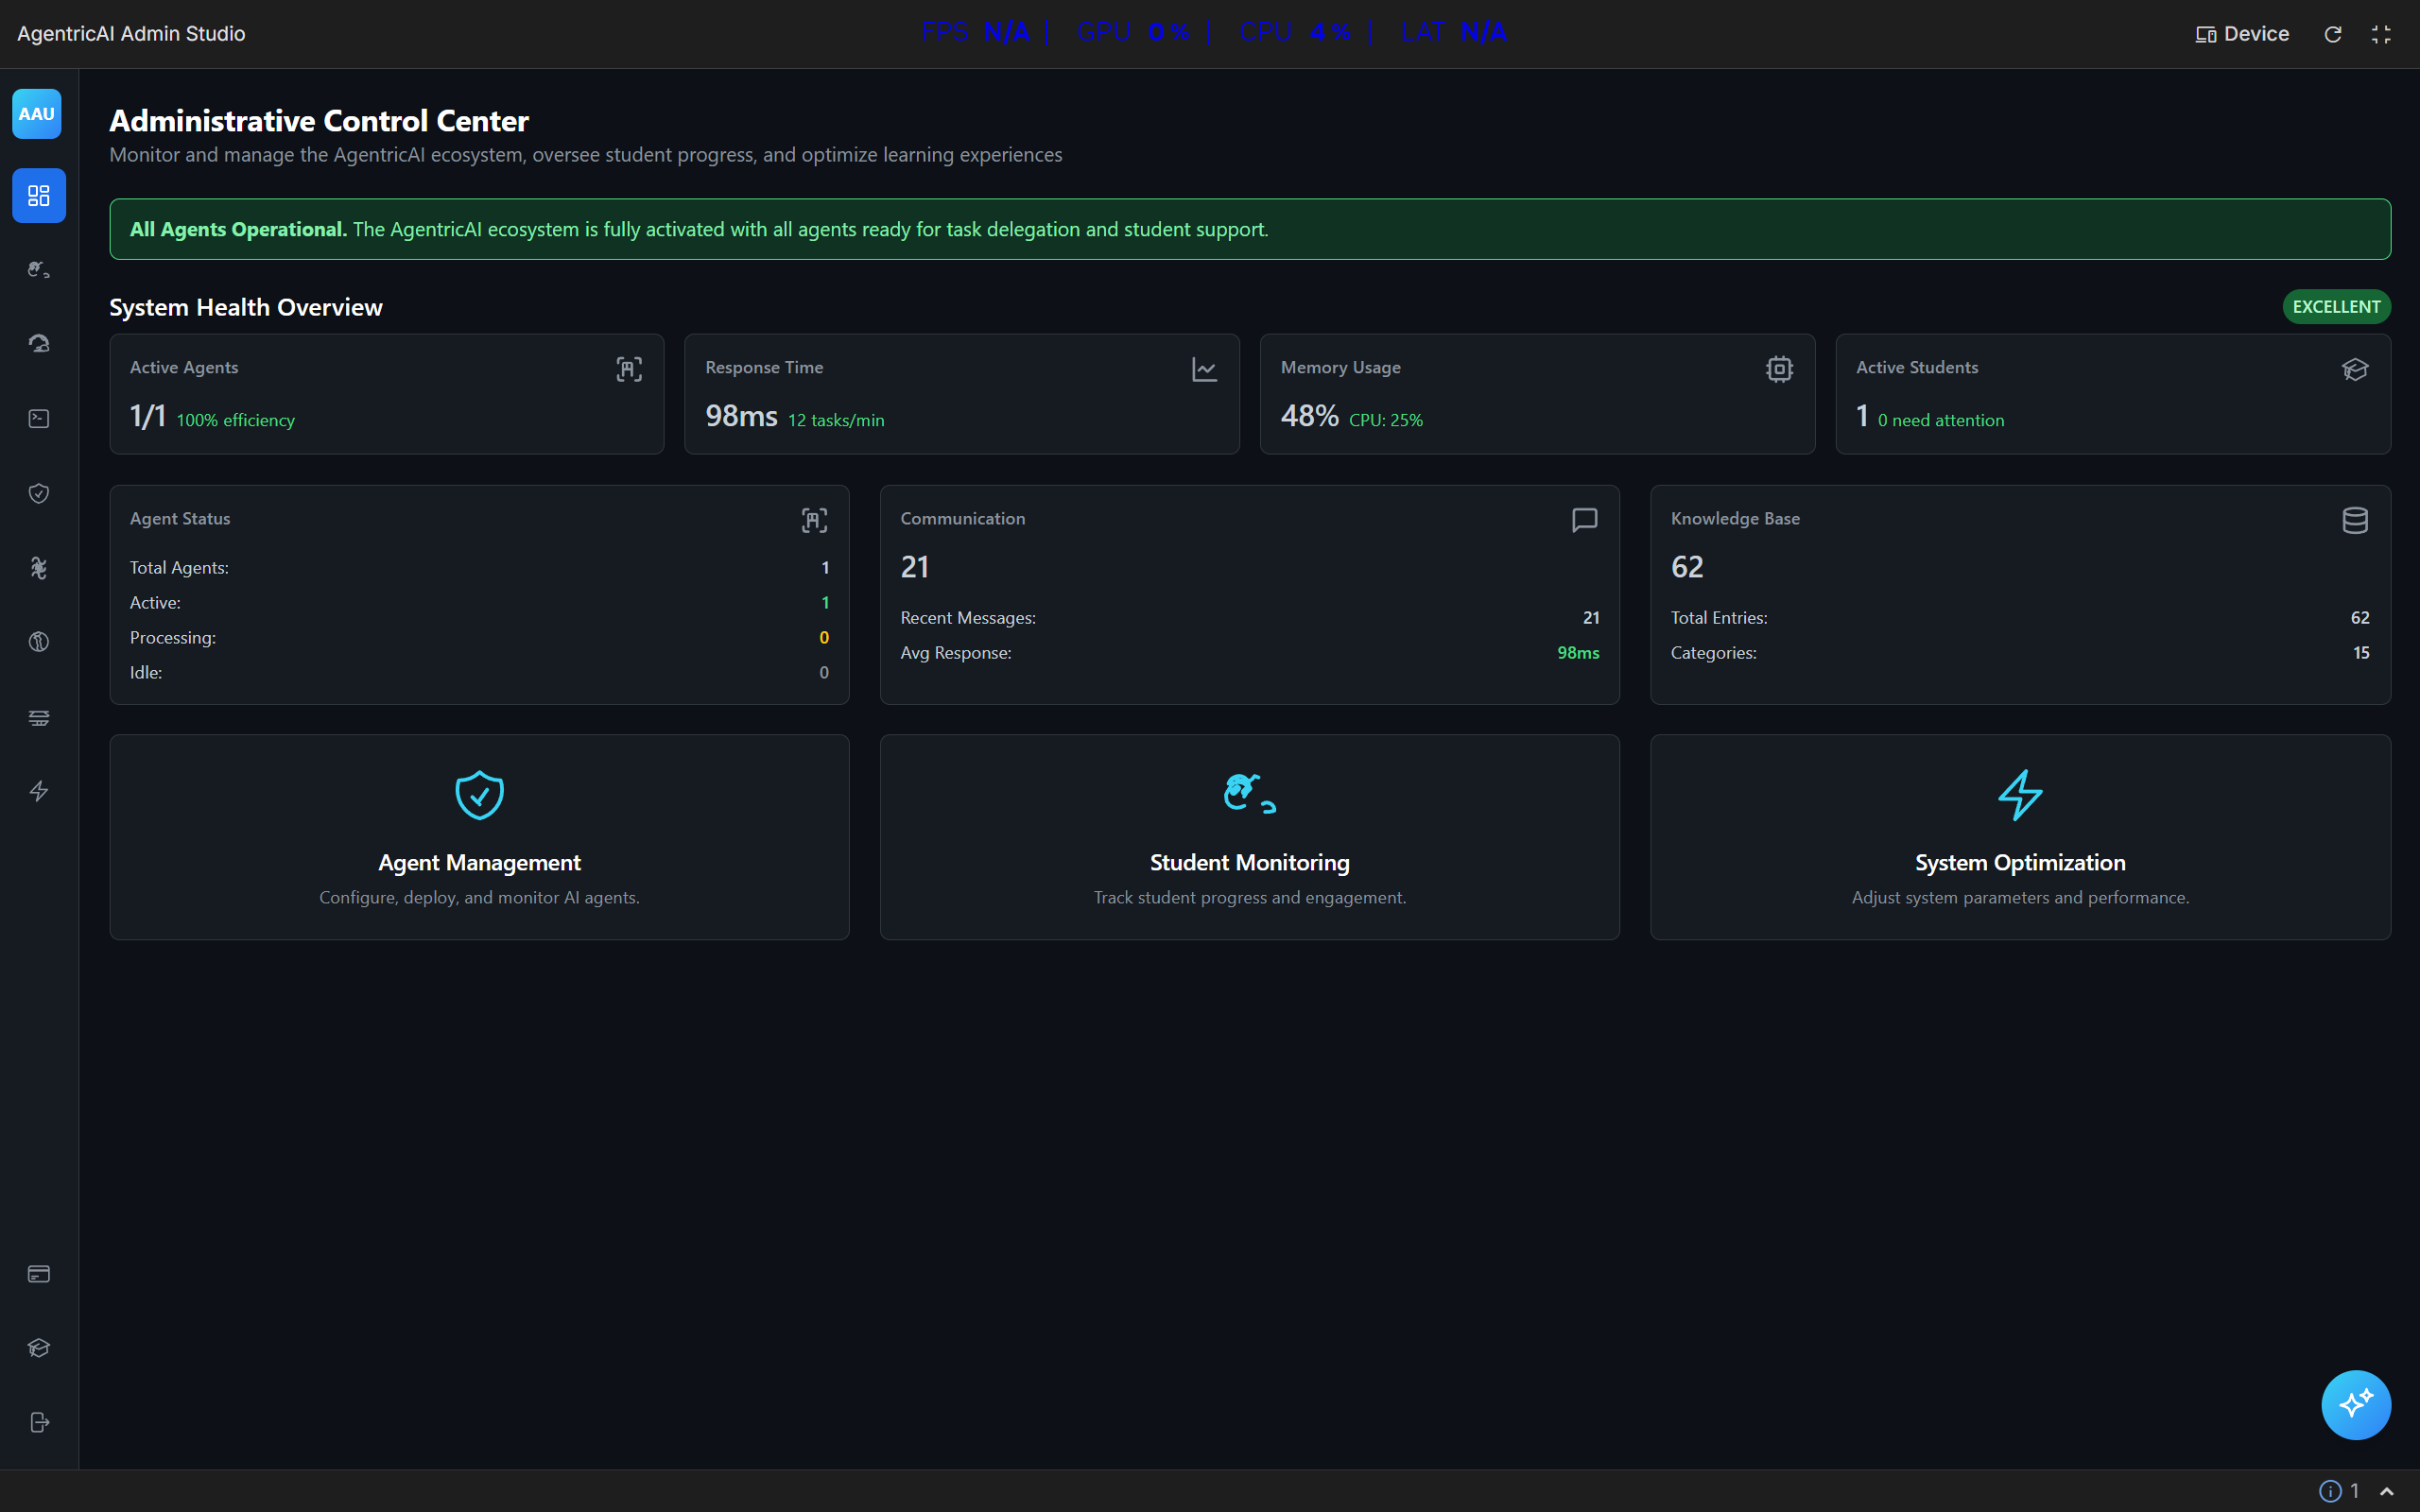 AgentricAI Admin Studio
FPS N/A | GPU 0 % | CPU 4 % | LAT N/A
Device
AAU
Administrative Control Center
Monitor and manage the AgentricAI ecosystem, oversee student progress, and optimize learning experiences
All Agents Operational. The AgentricAI ecosystem is fully activated with all agents ready for task delegation and student support.
System Health Overview
EXCELLENT
Active Agents
1/1 100% efficiency
Response Time
98ms 12 tasks/min
Memory Usage
48% CPU: 25%
Active Students
1 0 need attention
Agent Status
Total Agents: 1
Active: 1
Processing: 0
Idle: 0
Communication
21
Recent Messages: 21
Avg Response: 98ms
Knowledge Base
62
Total Entries: 62
Categories: 15
Agent Management
Configure, deploy, and monitor AI agents.
Student Monitoring
Track student progress and engagement.
System Optimization
Adjust system parameters and performance.
1